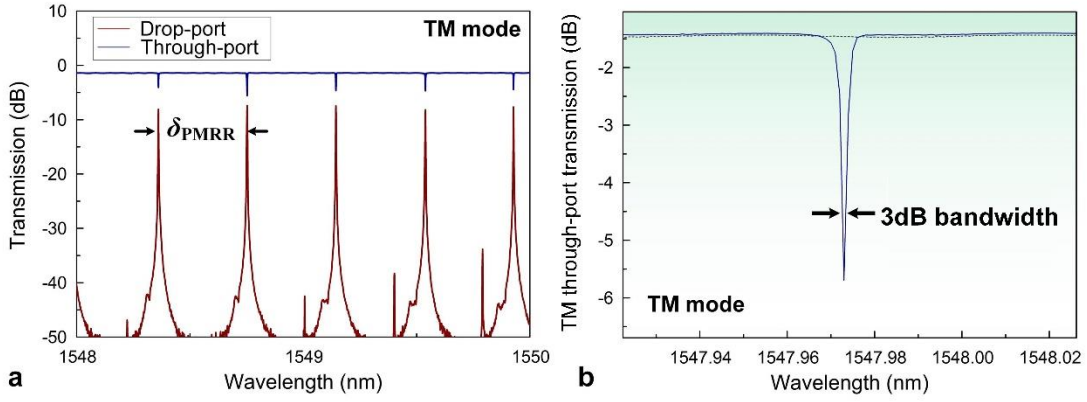 10
0
-10
-20
-30
-40
-50
Transmission (dB)
Drop-port
Through-port
TM mode
δPMRR
1548
1549
1550
Wavelength (nm)
a
-2
-3
-4
-5
-6
TM through-port transmission (dB)
3dB bandwidth
TM mode
1547.94
1547.96
1547.98
1548.00
1548.02
Wavelength (nm)
b